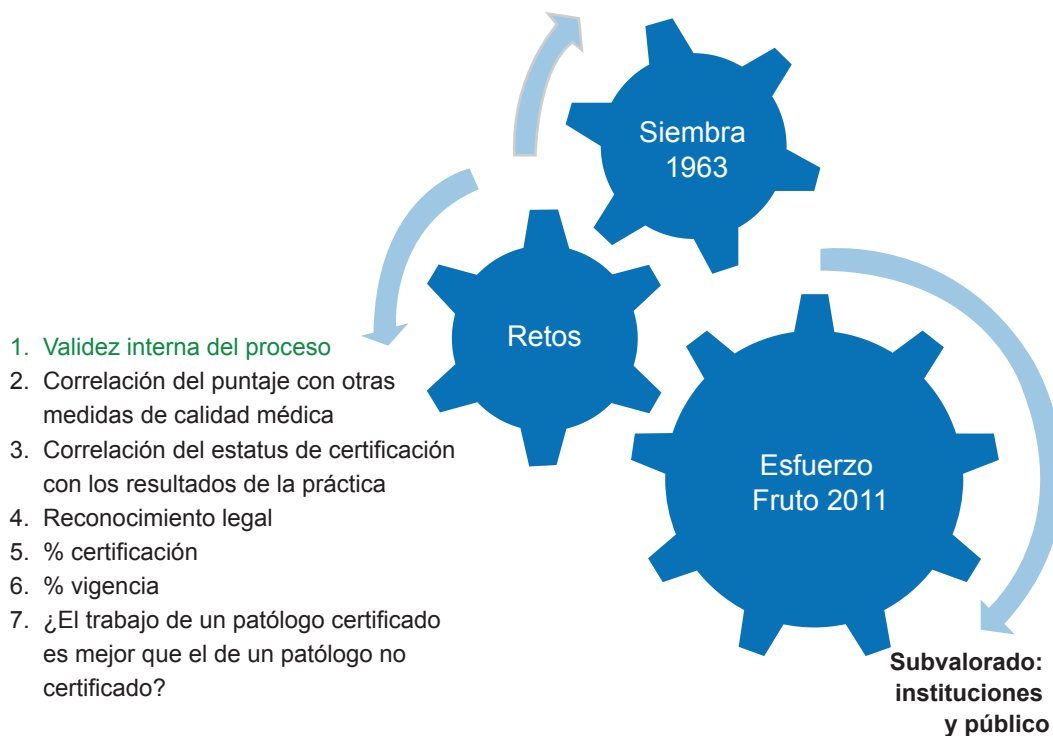 Siembra
1963
Retos
Esfuerzo
Fruto 2011
1. Validez interna del proceso
2. Correlación del puntaje con otras
medidas de calidad médica
3. Correlación del estatus de certificación
con los resultados de la práctica
4. Reconocimiento legal
5. % certificación
6. % vigencia
7. ¿El trabajo de un patólogo certificado
es mejor que el de un patólogo no
certificado?
Subvalorado:
instituciones
y público